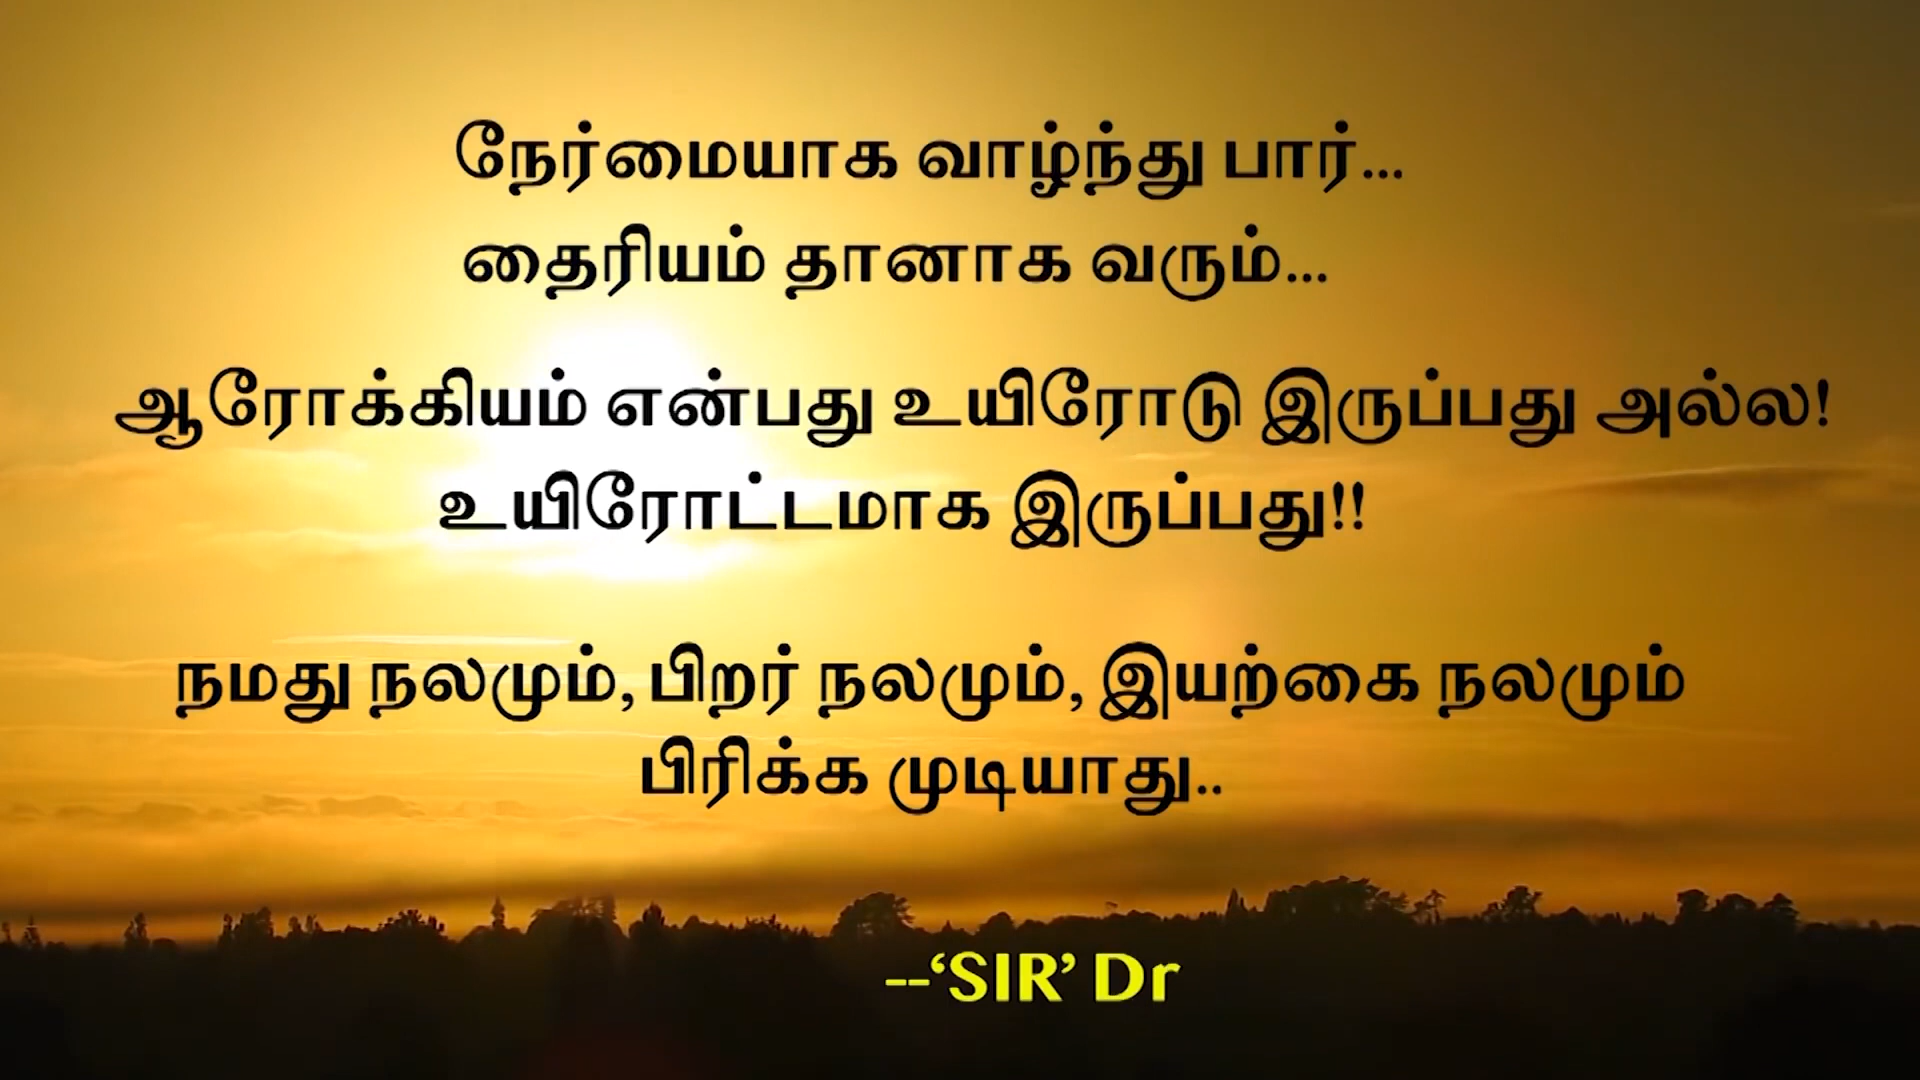 நேர்மையாக வாழ்ந்து பார்...
தைரியம் தானாக வரும்...
ஆரோக்கியம் என்பது உயிரோடு இருப்பது அல்ல!
உயிரோட்டமாக இருப்பது!!
நமது நலமும், பிறர் நலமும், இயற்கை நலமும்
பிரிக்க முடியாது..
--‘SIR’ Dr